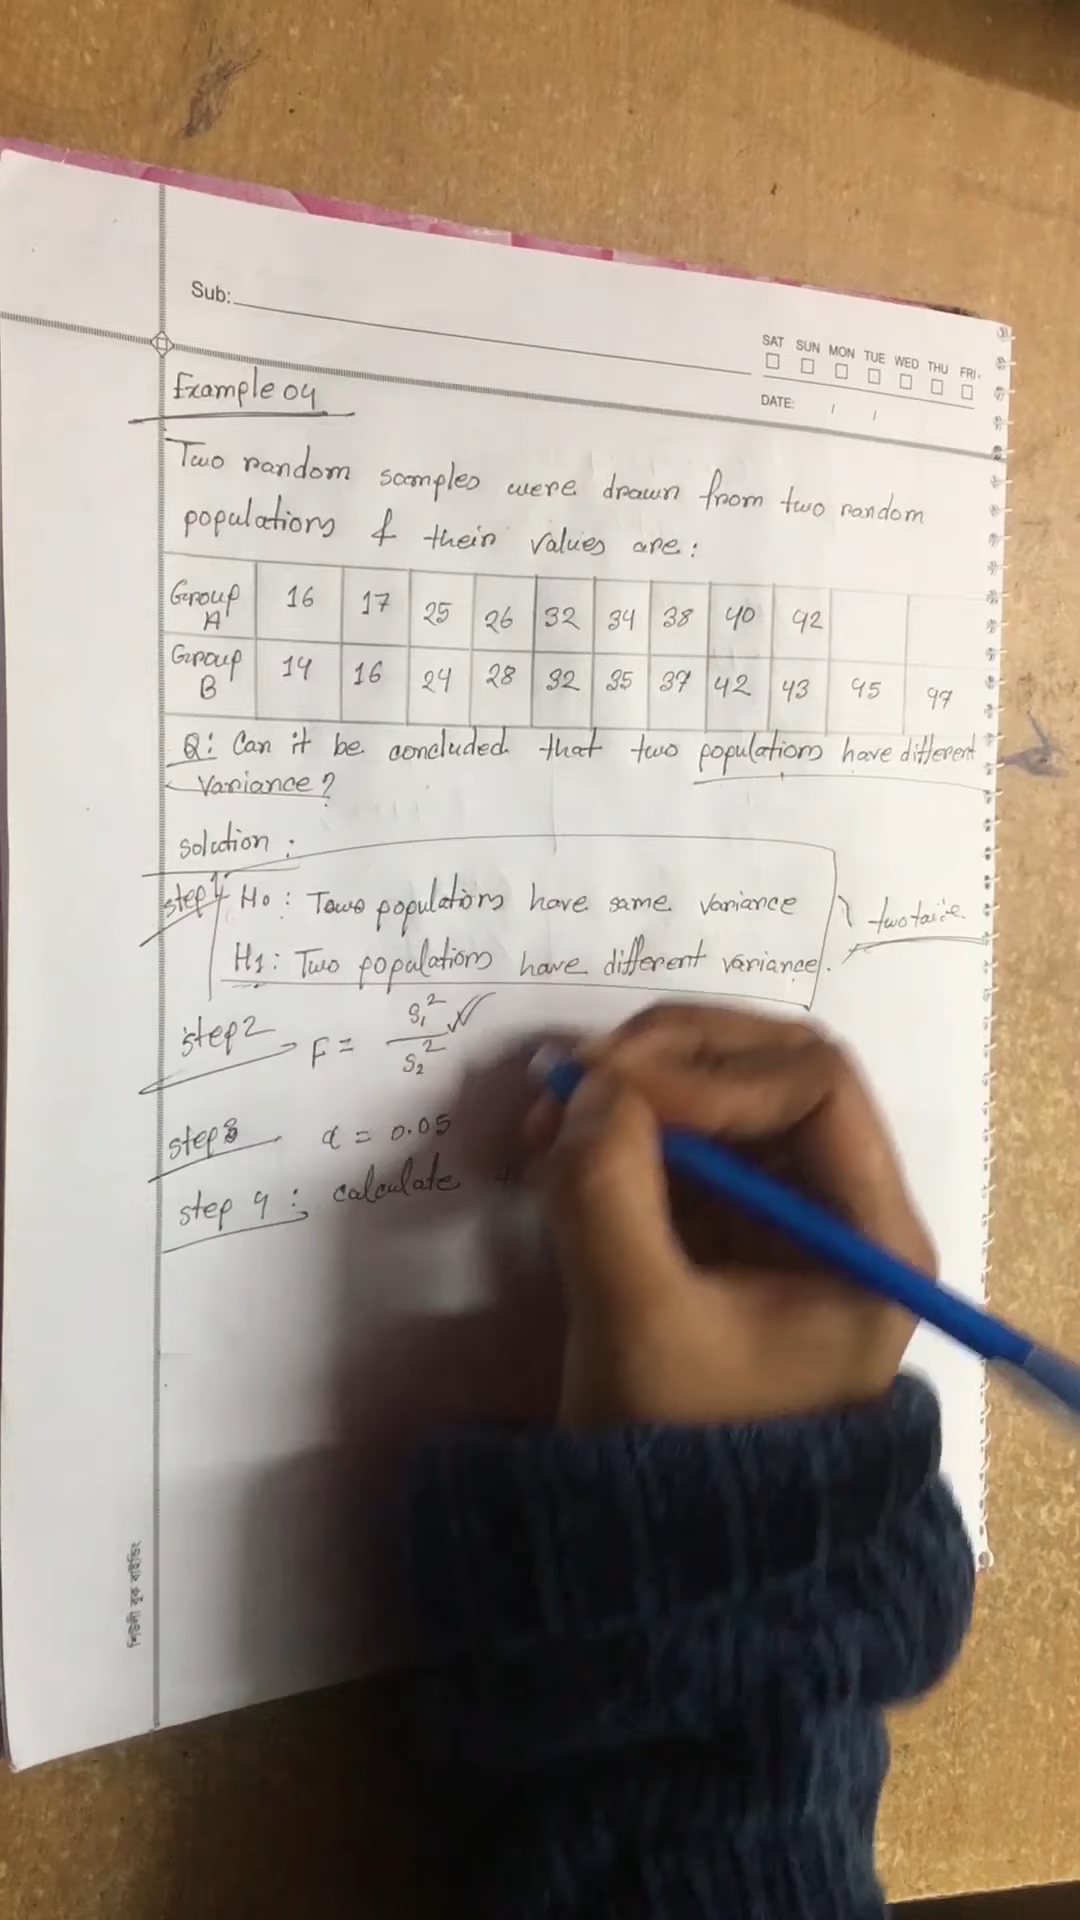 Sub:
SAT SUN MON TUE WED THU FRI.
DATE: / /
Example 04
Two random samples were drawn from two random
populations & their values are:
Group A 16 17 25 26 32 34 38 40 42
Group B 14 16 24 28 32 35 37 42 43 45 47
Q: Can it be concluded that two populations have different
variance?
solution:
step 1 H0: Two populations have same variance
H1: Two populations have different variance.
step 2 F = s₁² / s₂²
step 3 α = 0.05
step 4: calculate
শিউলী বুক বাইন্ডিং